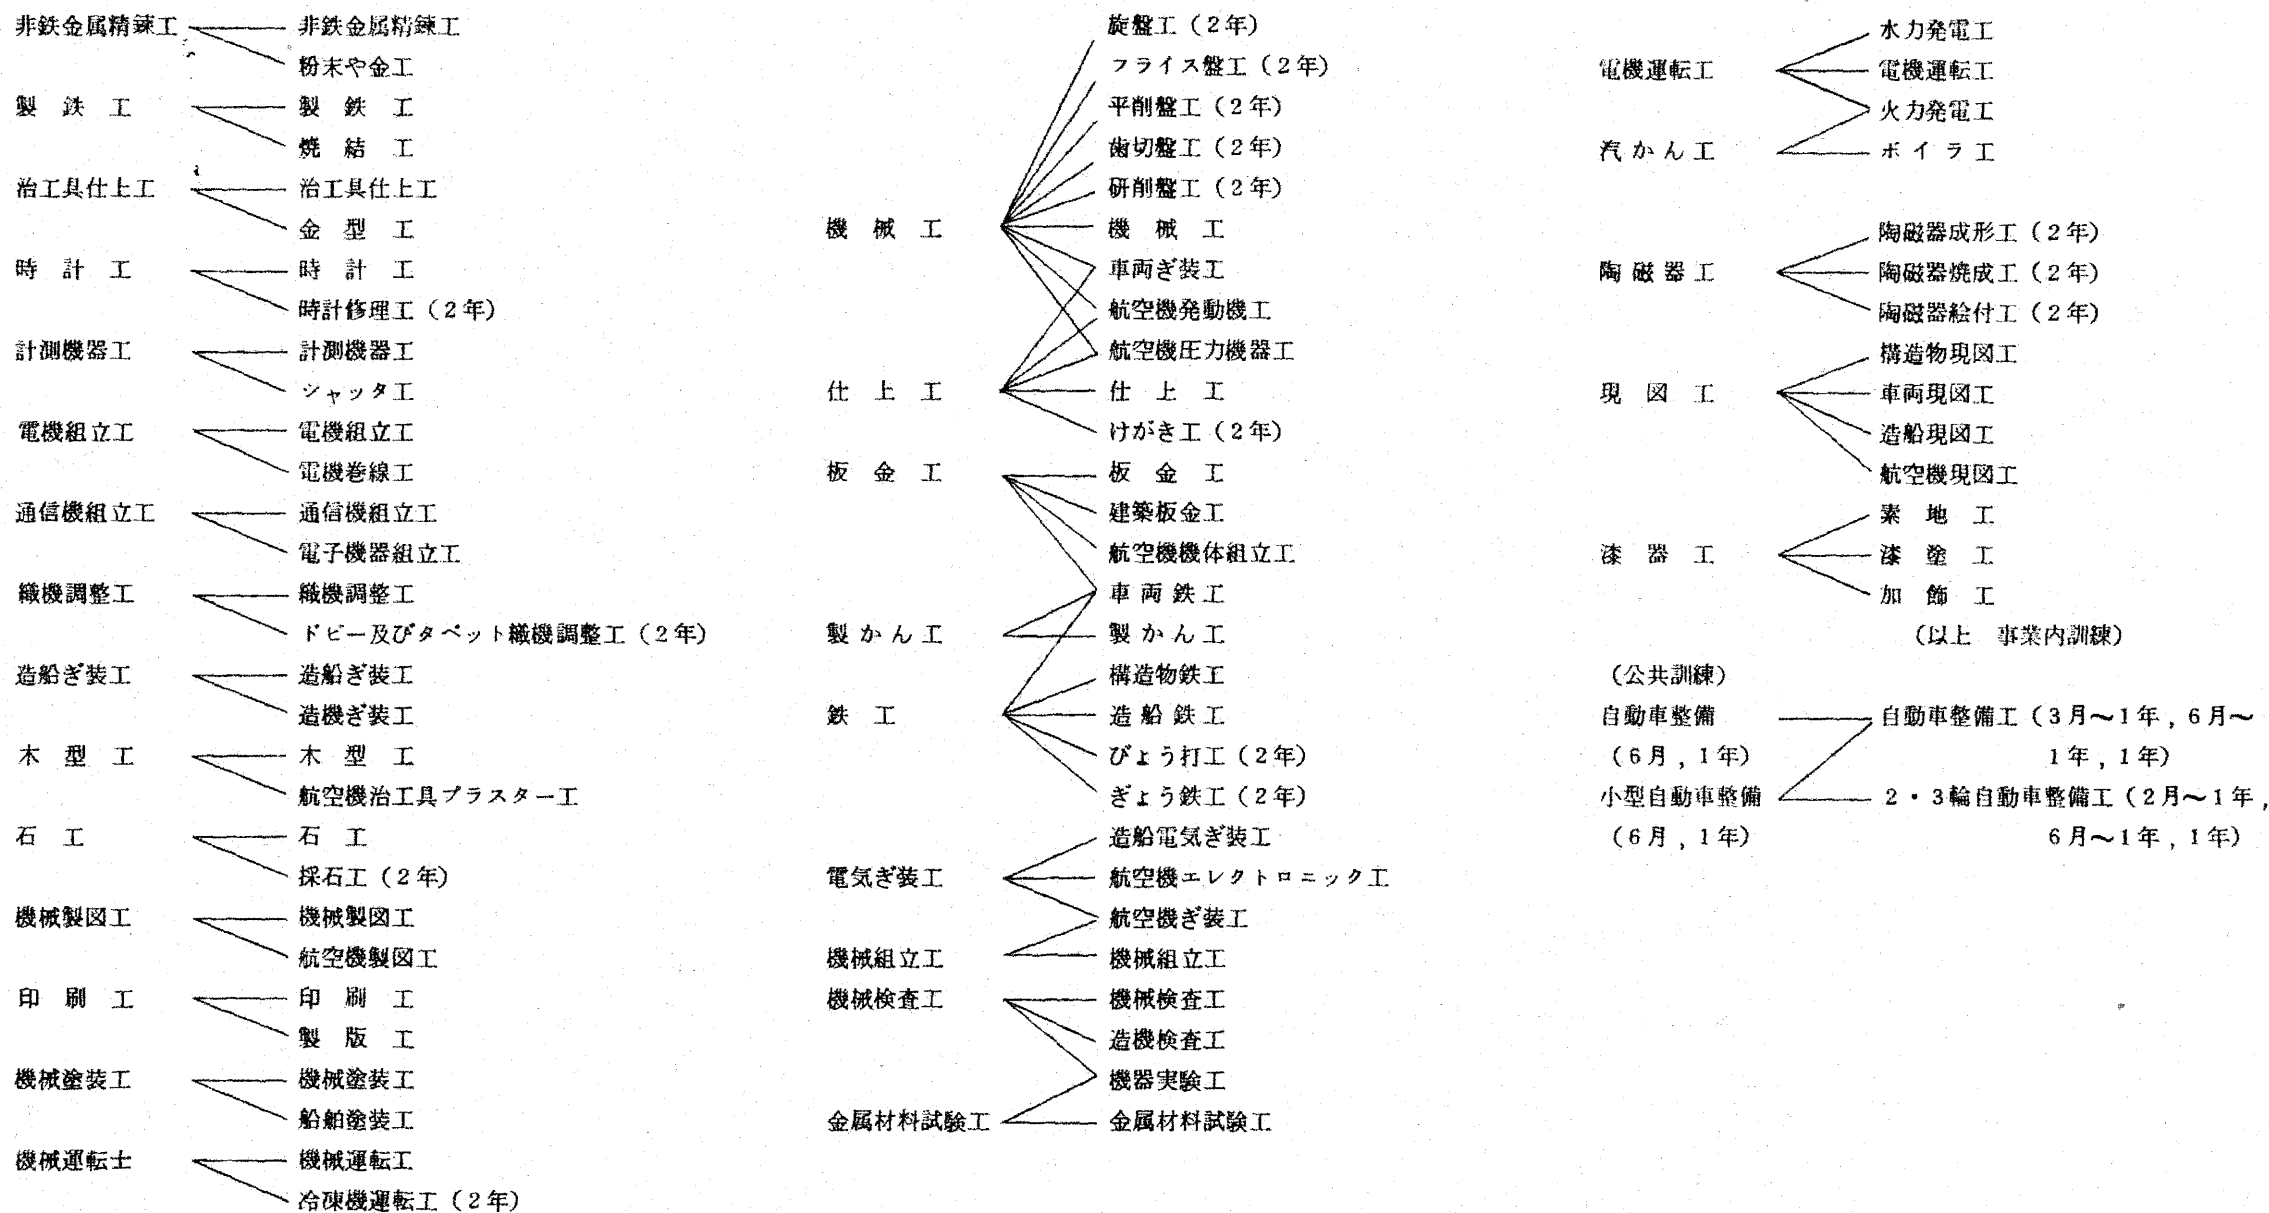 非鉄金属精錬工 非鉄金属精錬工
粉末や金工
製鉄工 製鉄工
焼結工
治工具仕上工 治工具仕上工
金型工
時計工 時計工
時計修理工（2年）
計測機器工 計測機器工
シャッタ工
電機組立工 電機組立工
電機巻線工
通信機組立工 通信機組立工
電子機器組立工
織機調整工 織機調整工
ドビー及びタペット織機調整工（2年）
造船ぎ装工 造船ぎ装工
造機ぎ装工
木型工 木型工
航空機治工具プラスター工
石工 石工
採石工（2年）
機械製図工 機械製図工
航空機製図工
印刷工 印刷工
製版工
機械塗装工 機械塗装工
船舶塗装工
機械運転士 機械運転工
冷凍機運転工（2年）
旋盤工（2年）
フライス盤工（2年）
平削盤工（2年）
歯切盤工（2年）
研削盤工（2年）
機械工 機械工
車両ぎ装工
航空機発動機工
航空機圧力機器工
仕上工 仕上工
けがき工（2年）
板金工 板金工
建築板金工
航空機機体組立工
車両鉄工
製かん工 製かん工
構造物鉄工
鉄工 造船鉄工
びょう打工（2年）
ぎょう鉄工（2年）
造船電気ぎ装工
電気ぎ装工 航空機エレクトロニック工
航空機ぎ装工
機械組立工 機械組立工
機械検査工 機械検査工
造機検査工
機器実験工
金属材料試験工 金属材料試験工
水力発電工
電機運転工 電機運転工
火力発電工
汽かん工 ボイラ工
陶磁器成形工（2年）
陶磁器工 陶磁器焼成工（2年）
陶磁器絵付工（2年）
構造物現図工
現図工 車両現図工
造船現図工
航空機現図工
素地工
漆器工 漆塗工
加飾工
（以上 事業内訓練）
（公共訓練）
自動車整備 自動車整備工（3月～1年，6月～
（6月，1年） 1年，1年）
小型自動車整備 2・3輪自動車整備工（2月～1年，
（6月，1年） 6月～1年，1年）